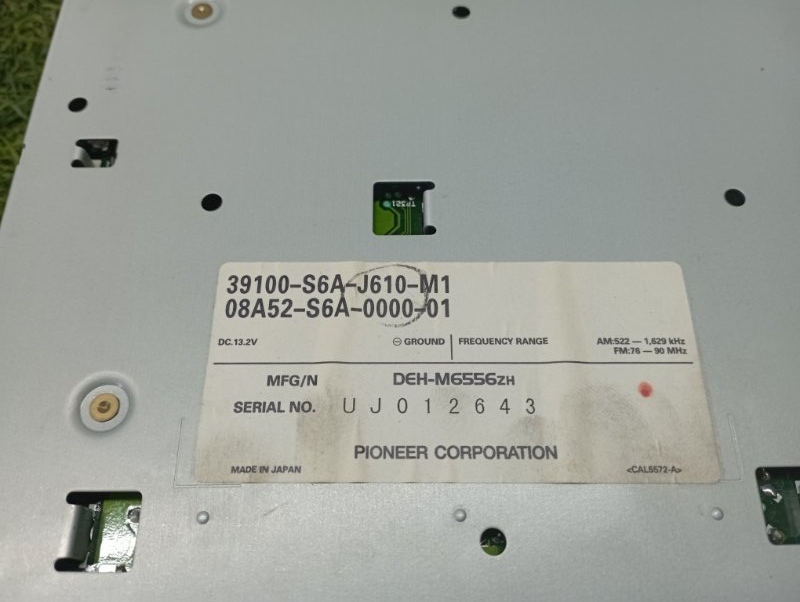 TP321
39100-S6A-J610-M1
08A52-S6A-0000-01
DC.13.2V
⊖ GROUND
FREQUENCY RANGE
AM:522 — 1,629 kHz
FM:76 — 90 MHz
MFG/N DEH-M6556ZH
SERIAL NO. UJ012643
PIONEER CORPORATION
MADE IN JAPAN
<CAL5572-A>